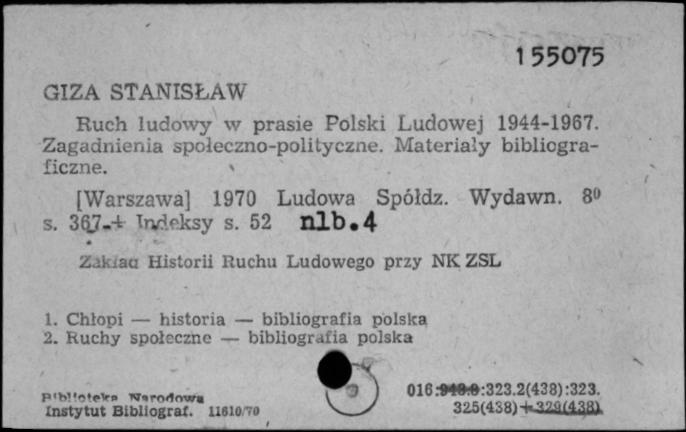 155075
GIZA STANISŁAW
Ruch ludowy w prasie Polski Ludowej 1944-1967.
Zagadnienia społeczno-polityczne. Materiały bibliogra-
ficzne.
[Warszawa] 1970 Ludowa Spółdz. Wydawn. 8⁰
s. 367 + Indeksy s. 52 nlb. 4
Zakład Historii Ruchu Ludowego przy NK ZSL
1. Chłopi — historia — bibliografia polska
2. Ruchy społeczne — bibliografia polska
Biblioteka Narodowa
Instytut Bibliograf. 11610/70
016: :323.2(438):323.
325(438)+329(438)